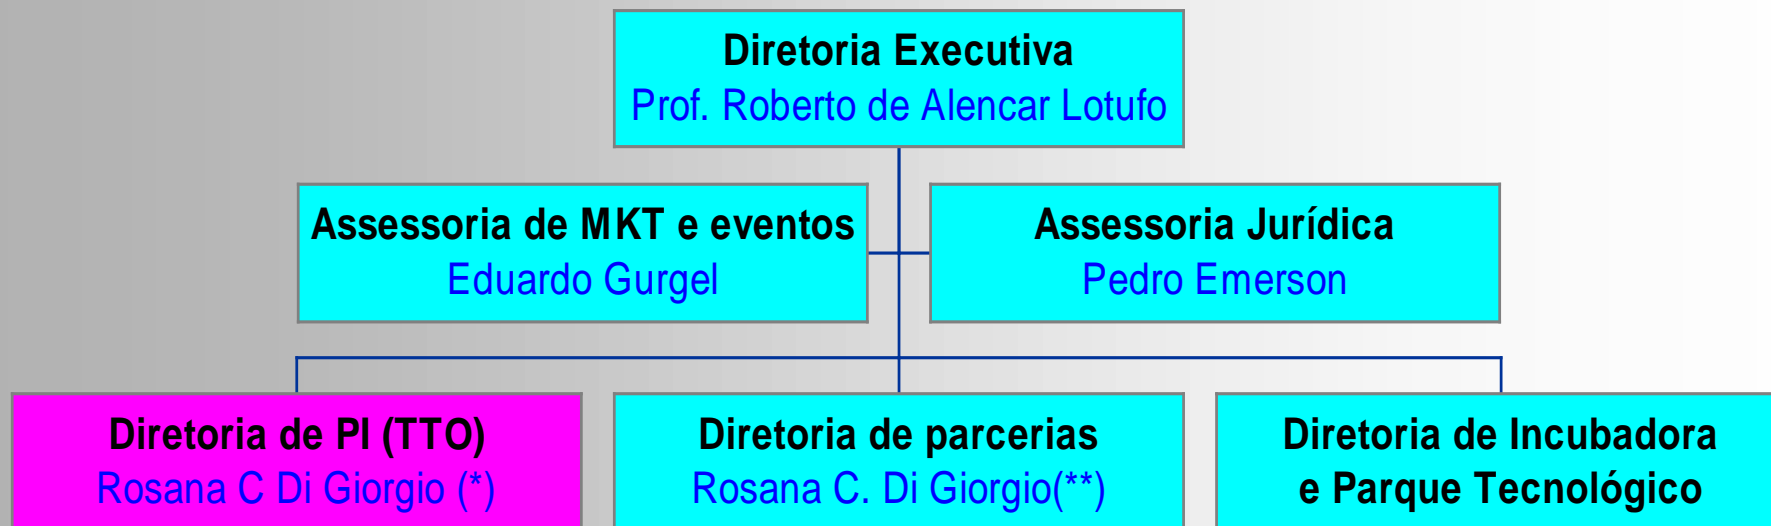 Diretoria Executiva
Prof. Roberto de Alencar Lotufo
Assessoria de MKT e eventos
Eduardo Gurgel
Assessoria Jurídica
Pedro Emerson
Diretoria de PI (TTO)
Rosana C Di Giorgio (*)
Diretoria de parcerias
Rosana C. Di Giorgio(**)
Diretoria de Incubadora
e Parque Tecnológico